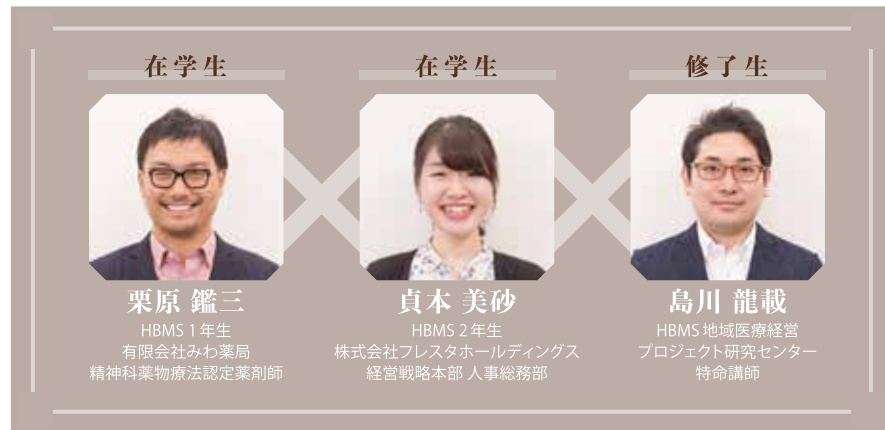 在学生
栗原 鑑三
HBMS 1年生
有限会社みわ薬局
精神科薬物療法認定薬剤師
在学生
貞本 美砂
HBMS 2年生
株式会社フレスタホールディングス
経営戦略本部 人事総務部
修了生
島川 龍載
HBMS 地域医療経営
プロジェクト研究センター
特命講師